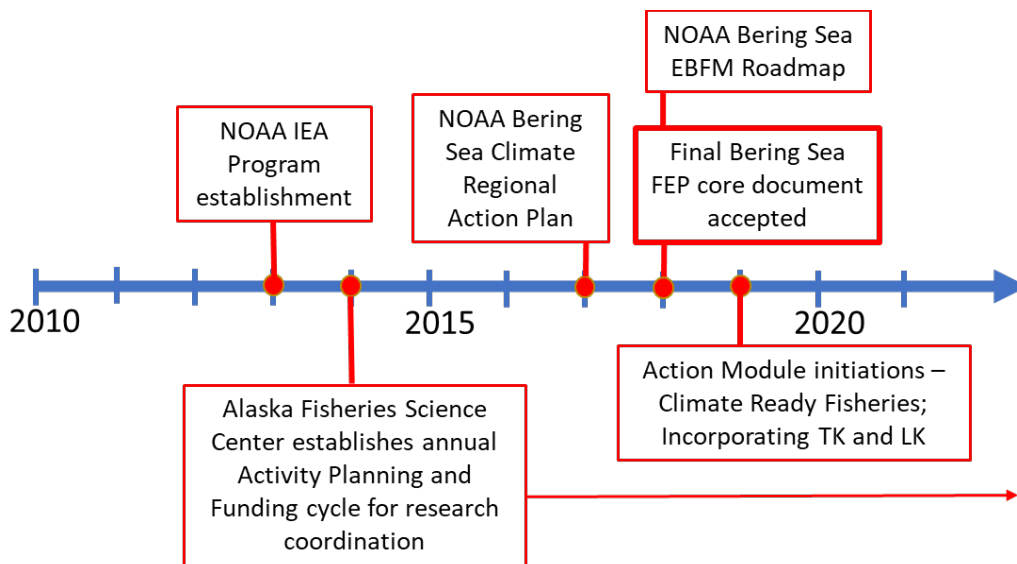 NOAA Bering Sea
EBFM Roadmap
NOAA IEA
Program
establishment
NOAA Bering
Sea Climate
Regional
Action Plan
Final Bering Sea
FEP core document
accepted
2010
2015
2020
Alaska Fisheries Science
Center establishes annual
Activity Planning and
Funding cycle for research
coordination
Action Module initiations –
Climate Ready Fisheries;
Incorporating TK and LK